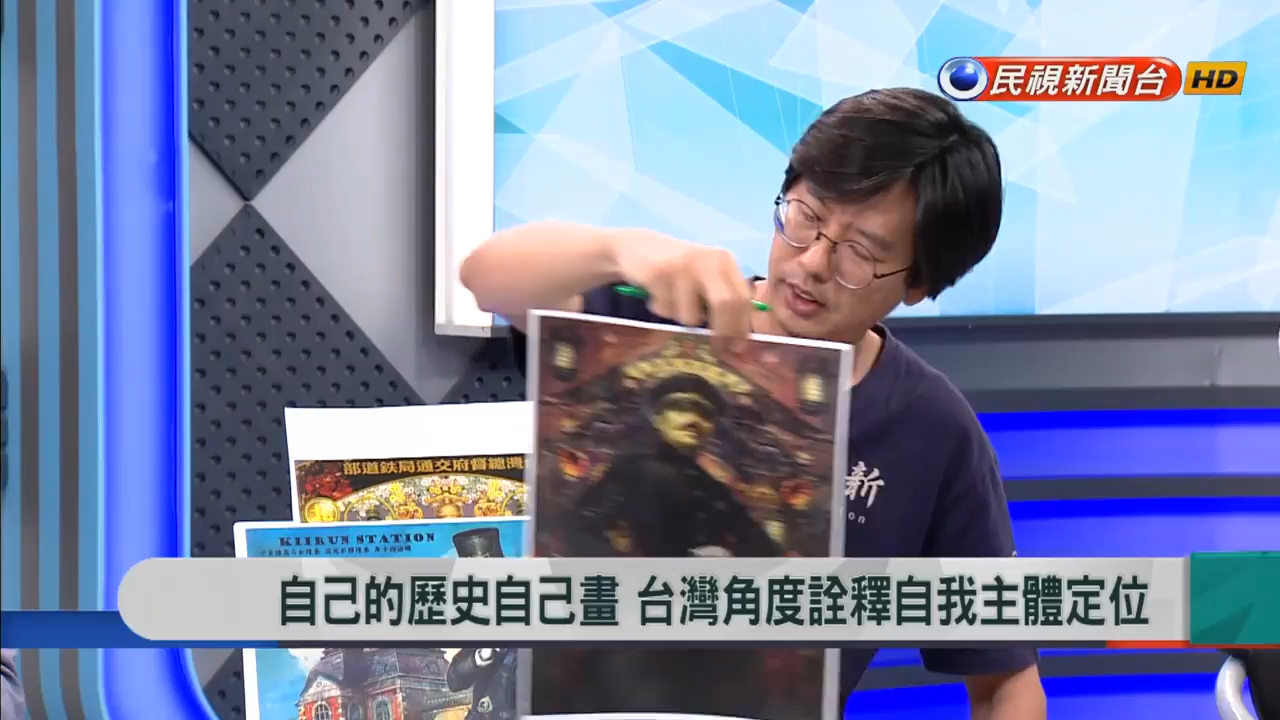 民視新聞台 HD
新
on
部道鉄局通交府督總灣
KIIRUN STATION
自己的歷史自己畫 台灣角度詮釋自我主體定位